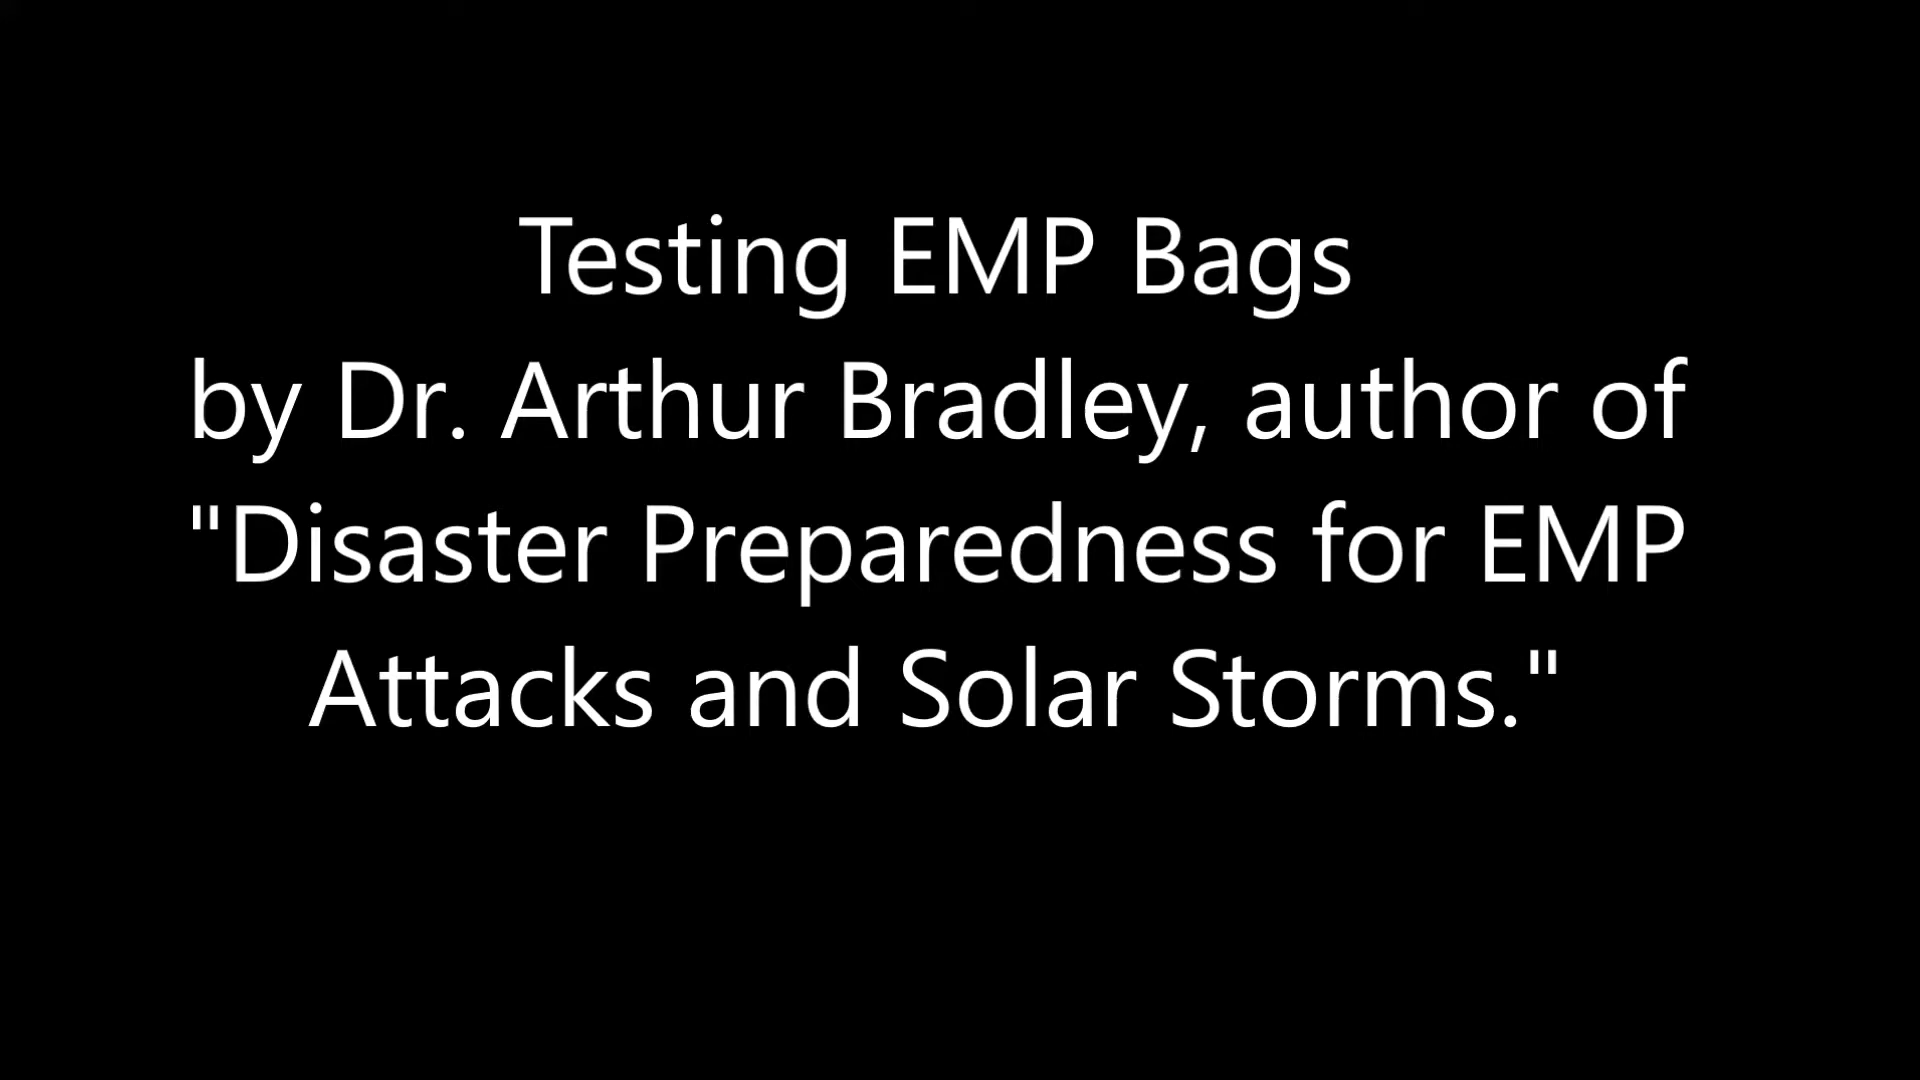 Testing EMP Bags
by Dr. Arthur Bradley, author of
"Disaster Preparedness for EMP
Attacks and Solar Storms."